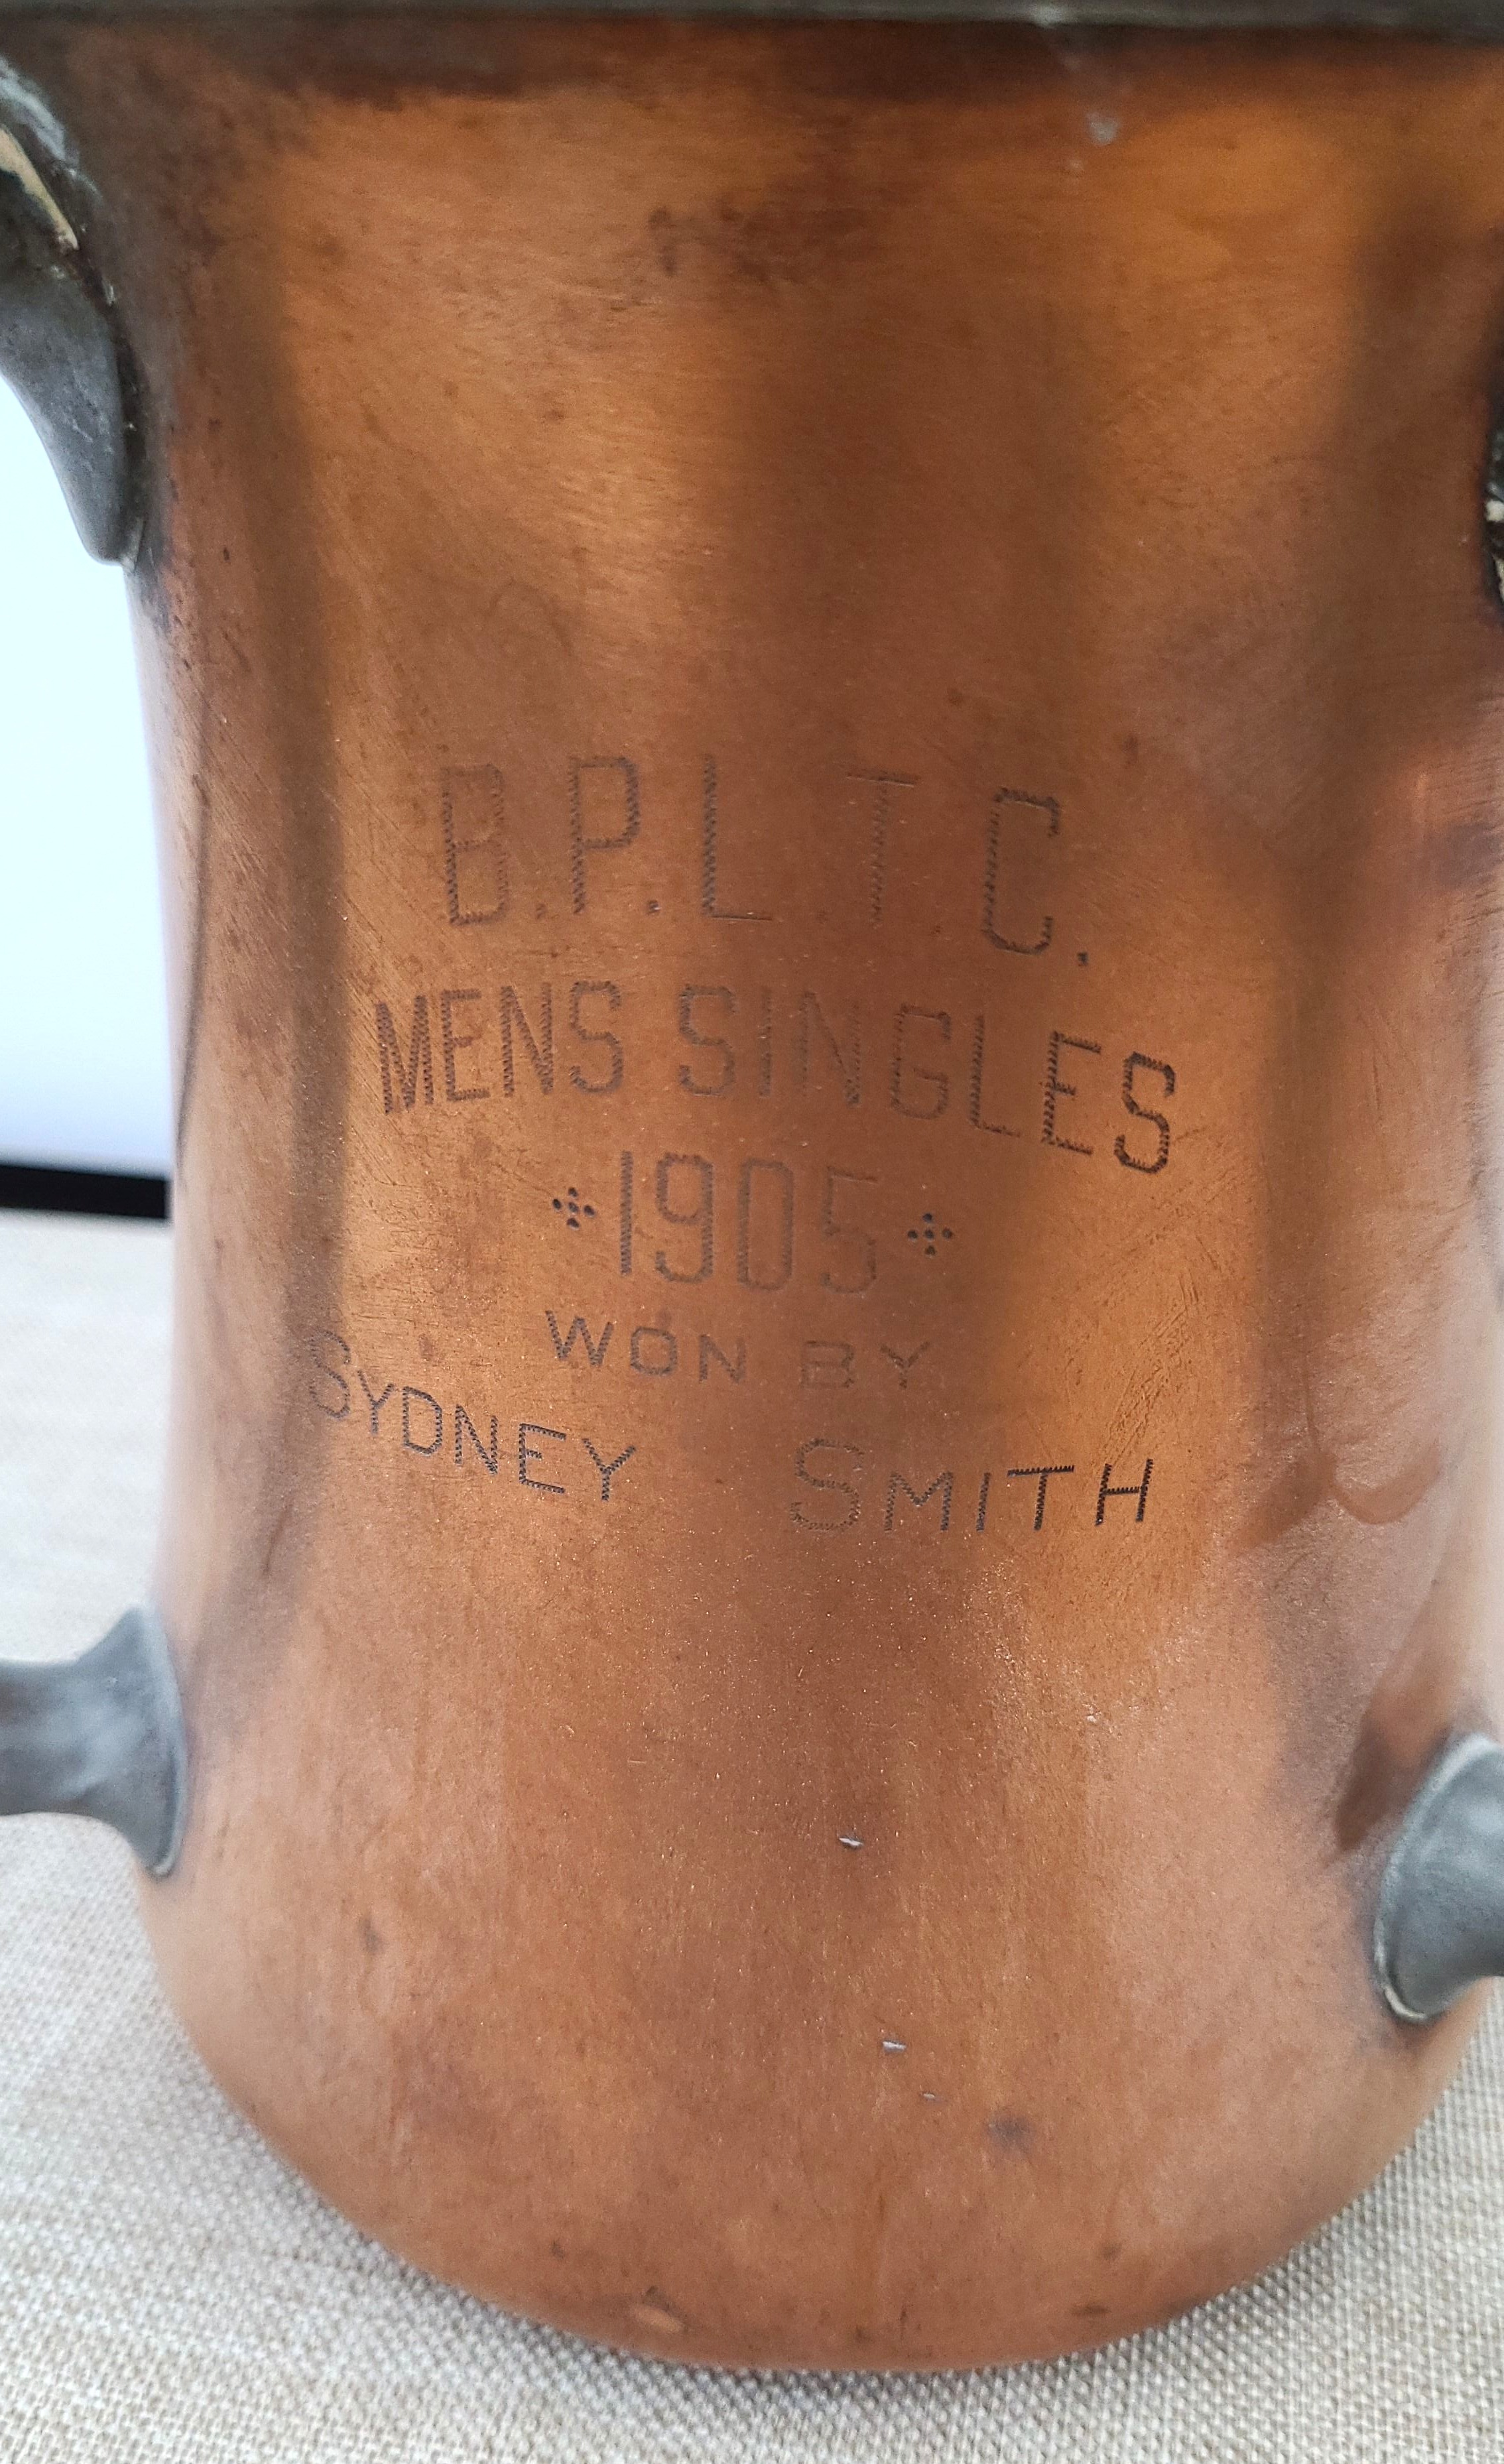 B.P.L.T.C.
MENS SINGLES
1905
WON BY
SYDNEY SMITH